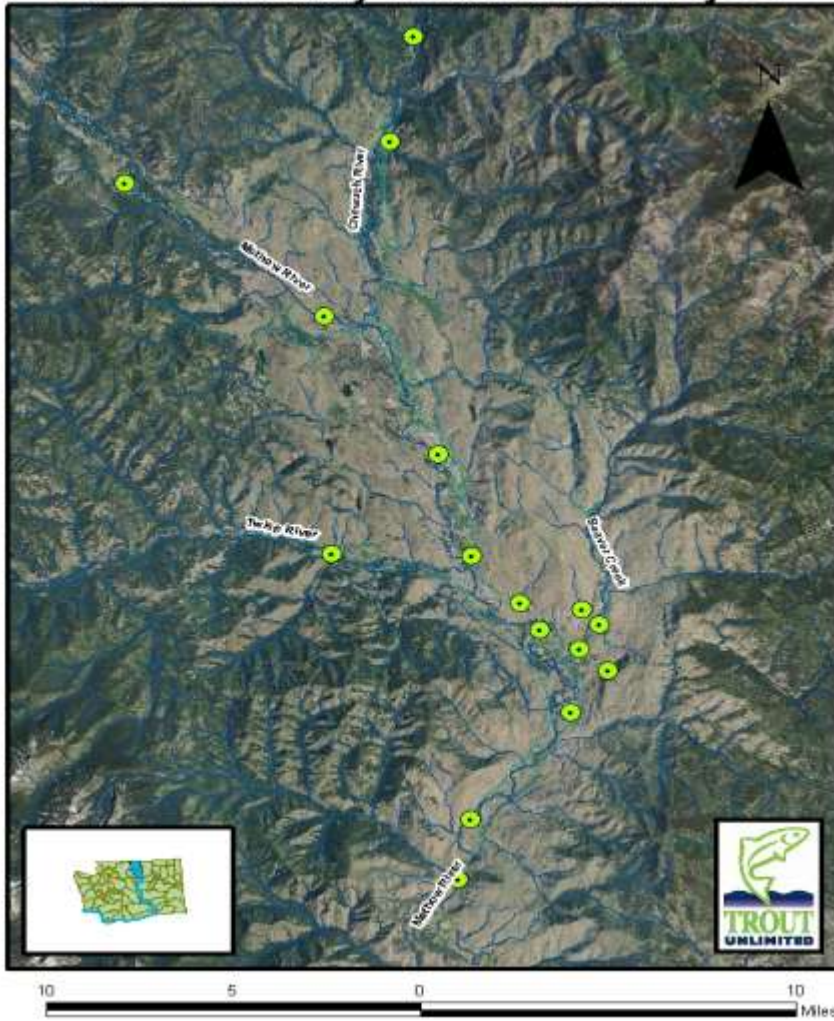 N
Chewuch River
Methow River
Twisp River
Beaver Creek
Methow River
TROUT
UNLIMITED
10 5 0 10
Miles